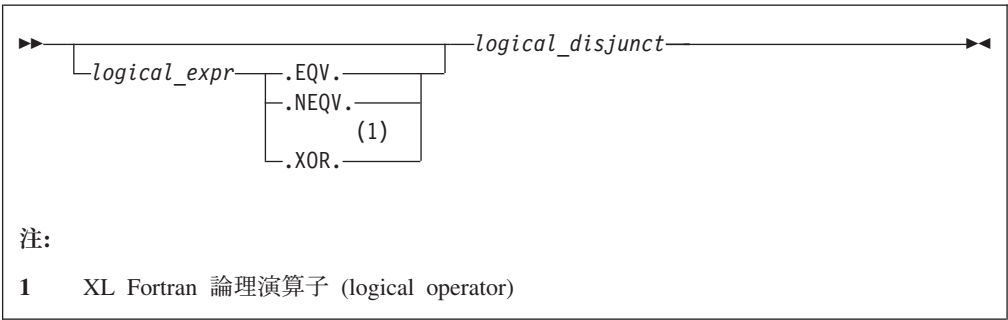 logical_disjunct
logical_expr .EQV.
.NEQV.
(1)
.XOR.
注:
1 XL Fortran 論理演算子 (logical operator)